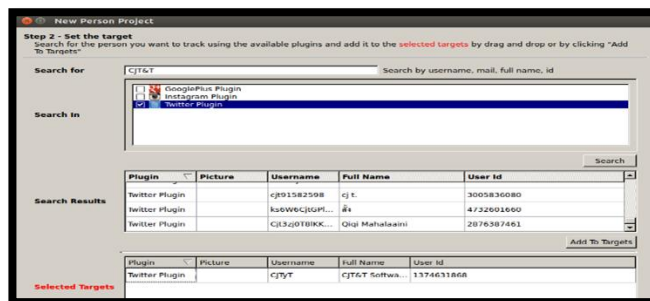 New Person Project
Step 2 - Set the target
Search for the person you want to track using the available plugins and add it to the selected targets by drag and drop or by clicking "Add
To Targets"
Search for CJT&T Search by username, mail, full name, id
GooglePlus Plugin
Instagram Plugin
Twitter Plugin
Search In
Search
Plugin Picture Username Full Name User Id
Twitter Plugin cjt91582598 cj t. 3005836080
Search Results
Twitter Plugin ks6W6CjtGPl... 4732601660
Twitter Plugin Cjt3zj0TBlKK... Qiqi Mahalaaini 2876387461
Add To Targets
Plugin Picture Username Full Name User Id
Twitter Plugin CJTyT CJT&T Softwa... 1374631868
Selected Targets